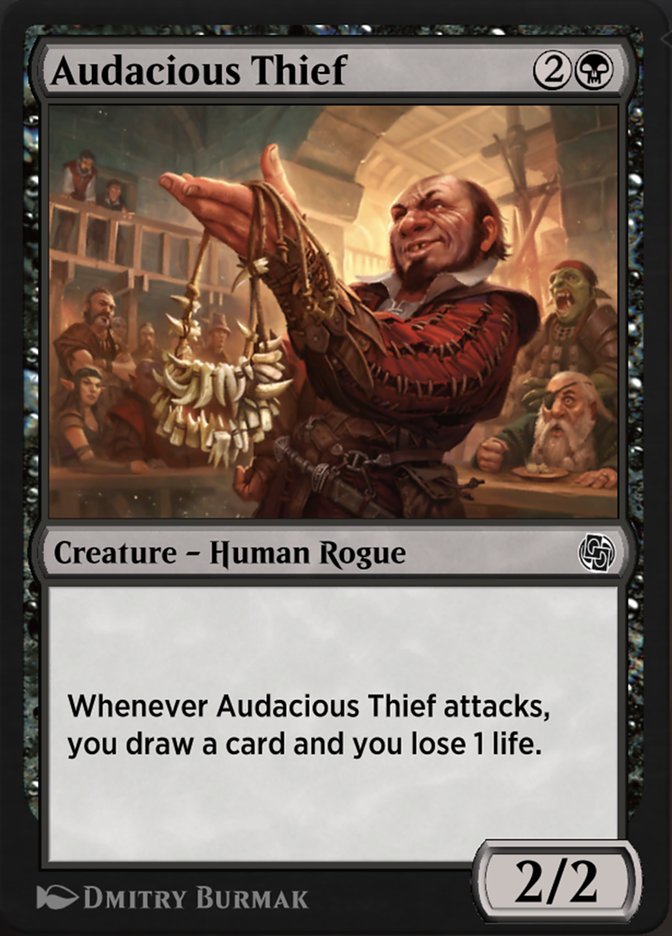 Audacious Thief 2
Creature – Human Rogue
Whenever Audacious Thief attacks,
you draw a card and you lose 1 life.
2/2
Dmitry Burmak